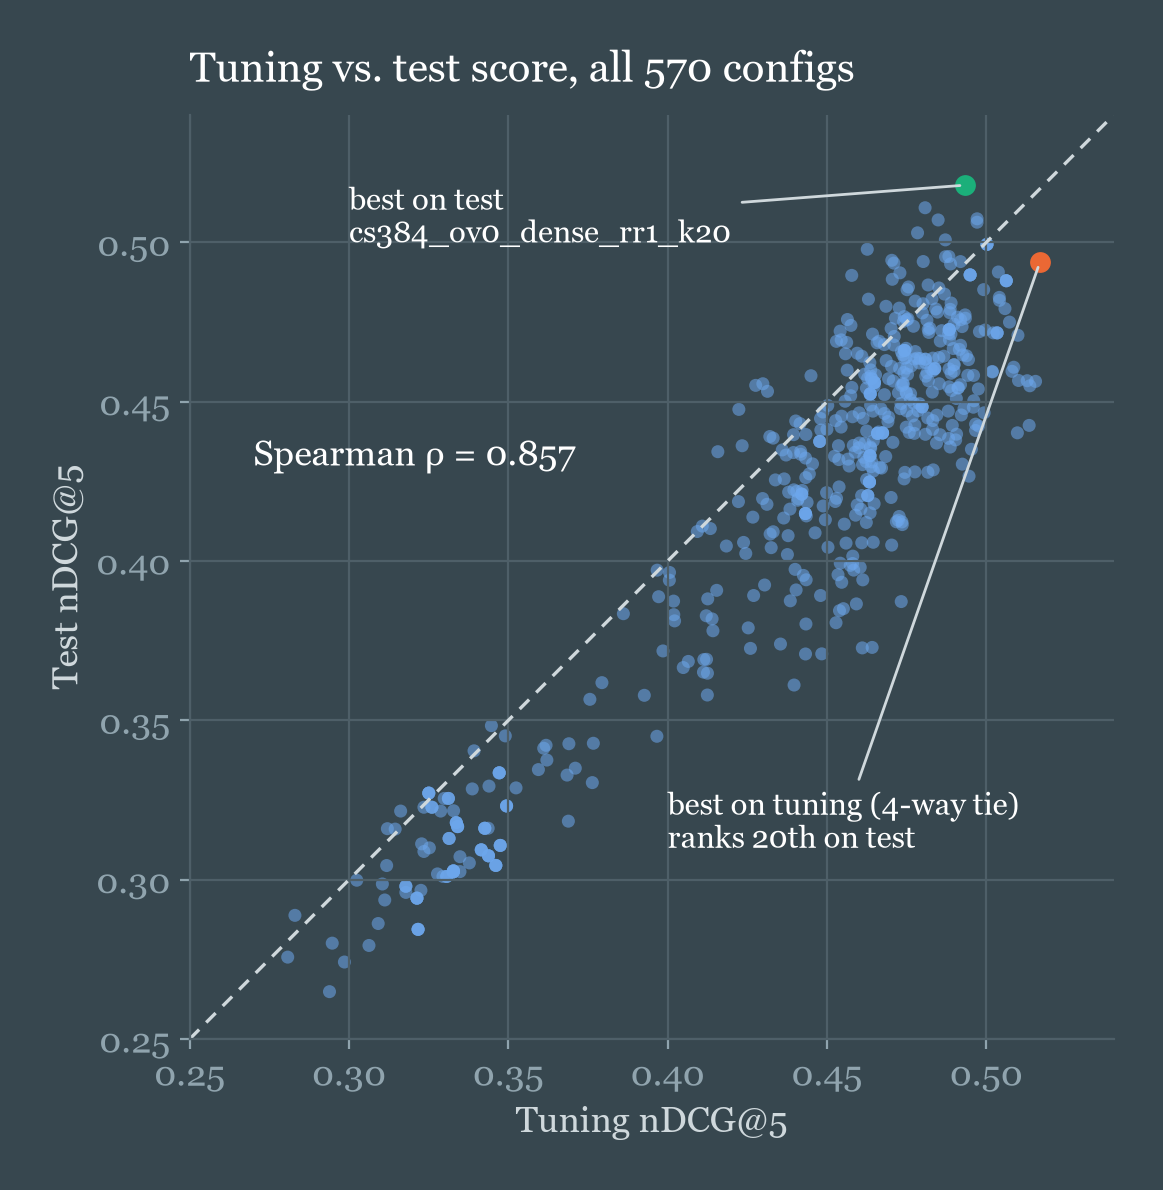 Tuning vs. test score, all 570 configs
best on test
cs384_ov0_dense_rr1_k20
Spearman ρ = 0.857
best on tuning (4-way tie)
ranks 20th on test
Test nDCG@5
0.50
0.45
0.40
0.35
0.30
0.25
0.25 0.30 0.35 0.40 0.45 0.50
Tuning nDCG@5